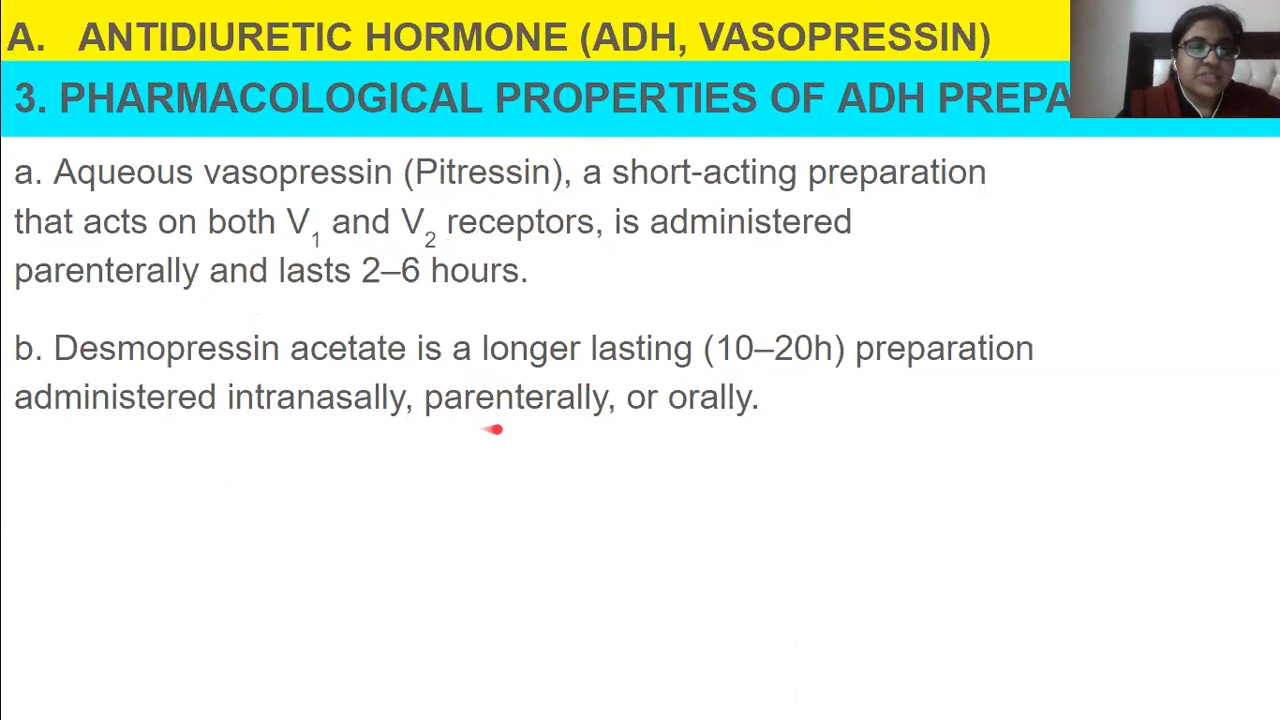 A. ANTIDIURETIC HORMONE (ADH, VASOPRESSIN)
3. PHARMACOLOGICAL PROPERTIES OF ADH PREPA
a. Aqueous vasopressin (Pitressin), a short-acting preparation
that acts on both V₁ and V₂ receptors, is administered
parenterally and lasts 2–6 hours.
b. Desmopressin acetate is a longer lasting (10–20h) preparation
administered intranasally, parenterally, or orally.